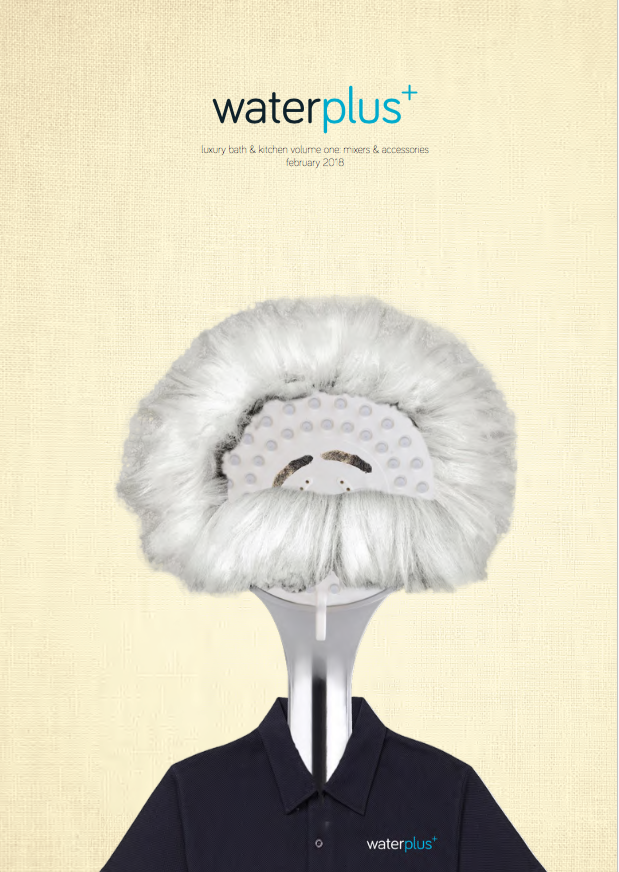 waterplus+
luxury bath & kitchen volume one: mixers & accessories
february 2018
waterplus+